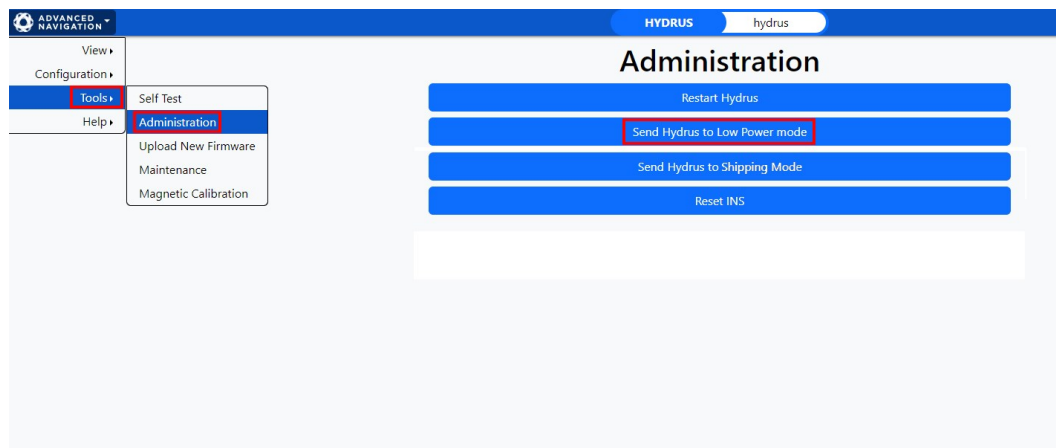 ADVANCED
NAVIGATION
HYDRUS
hydrus
View
Configuration
Tools
Help
Self Test
Administration
Upload New Firmware
Maintenance
Magnetic Calibration
Administration
Restart Hydrus
Send Hydrus to Low Power mode
Send Hydrus to Shipping Mode
Reset INS